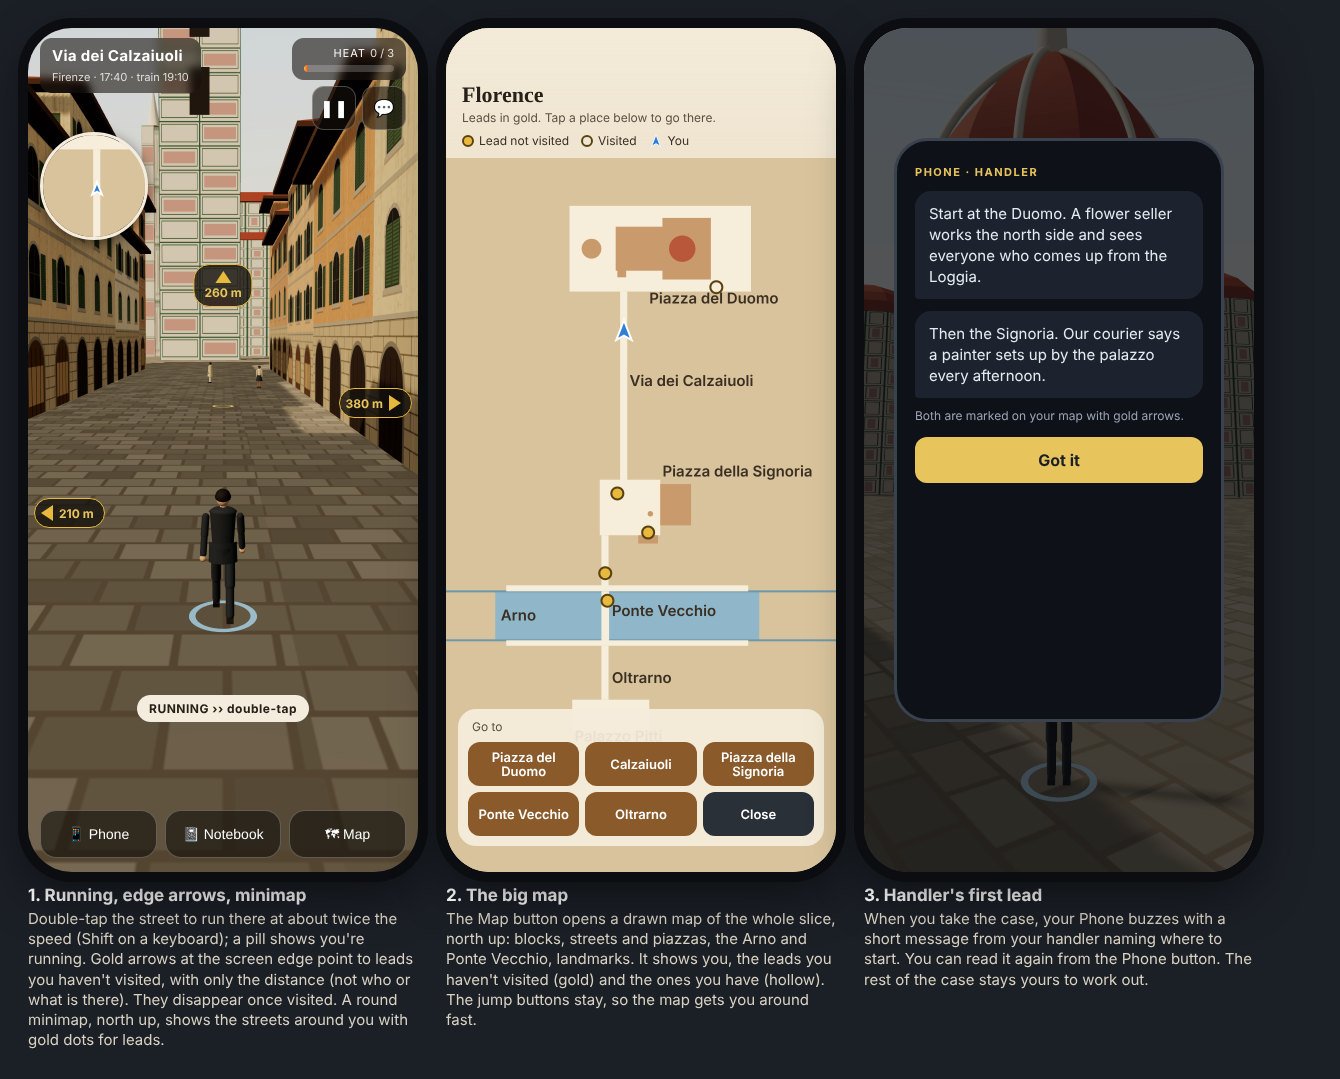 Via dei Calzaiuoli
Firenze · 17:40 · train 19:10
HEAT 0 / 3
260 m
380 m
210 m
RUNNING ›› double-tap
Phone
Notebook
Map
Florence
Leads in gold. Tap a place below to go there.
Lead not visited
Visited
You
Piazza del Duomo
Via dei Calzaiuoli
Piazza della Signoria
Arno
Ponte Vecchio
Oltrarno
Palazzo Pitti
Go to
Piazza del
Duomo
Calzaiuoli
Piazza della
Signoria
Ponte Vecchio
Oltrarno
Close
PHONE · HANDLER
Start at the Duomo. A flower seller
works the north side and sees
everyone who comes up from the
Loggia.
Then the Signoria. Our courier says
a painter sets up by the palazzo
every afternoon.
Both are marked on your map with gold arrows.
Got it
1. Running, edge arrows, minimap
Double-tap the street to run there at about twice the
speed (Shift on a keyboard); a pill shows you're
running. Gold arrows at the screen edge point to leads
you haven't visited, with only the distance (not who or
what is there). They disappear once visited. A round
minimap, north up, shows the streets around you with
gold dots for leads.
2. The big map
The Map button opens a drawn map of the whole slice,
north up: blocks, streets and piazzas, the Arno and
Ponte Vecchio, landmarks. It shows you, the leads you
haven't visited (gold) and the ones you have (hollow).
The jump buttons stay, so the map gets you around
fast.
3. Handler's first lead
When you take the case, your Phone buzzes with a
short message from your handler naming where to
start. You can read it again from the Phone button. The
rest of the case stays yours to work out.